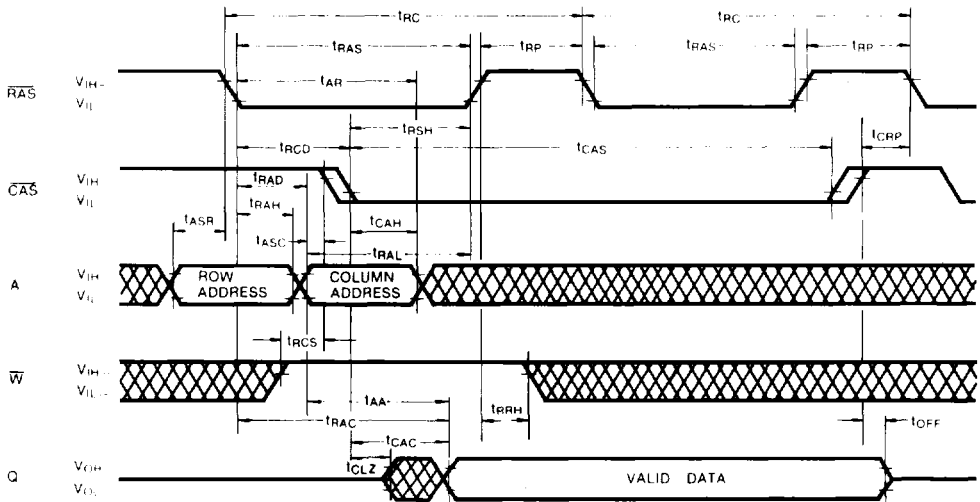 tRC tRC
tRAS tRP tRAS tRP
tAR
RAS VIH
VIL
tRSH
tRCD tCAS tCRP
CAS VIH
VIL
tRAD
tRAH
tASR tASC tCAH
tRAL
A VIH
VIL
ROW ADDRESS
COLUMN ADDRESS
tRCS
W VIH
VIL
tAA
tRAC tRRH
tCAC tOFF
tCLZ
Q VOH
VOL
VALID DATA